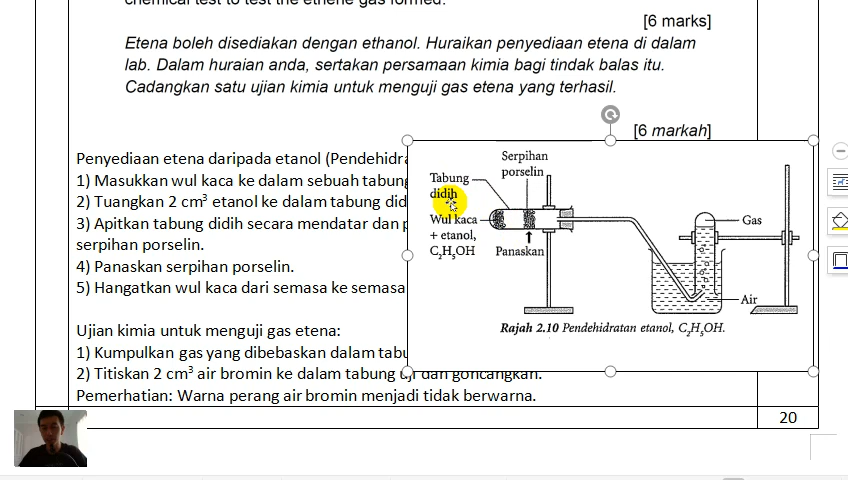 chemical test to test the ethene gas formed.
[6 marks]
Etena boleh disediakan dengan ethanol. Huraikan penyediaan etena di dalam
lab. Dalam huraian anda, sertakan persamaan kimia bagi tindak balas itu.
Cadangkan satu ujian kimia untuk menguji gas etena yang terhasil.
[6 markah]
Penyediaan etena daripada etanol (Pendehidra
1) Masukkan wul kaca ke dalam sebuah tabung
2) Tuangkan 2 cm³ etanol ke dalam tabung did
3) Apitkan tabung didih secara mendatar dan
serpihan porselin.
4) Panaskan serpihan porselin.
5) Hangatkan wul kaca dari semasa ke semasa
Ujian kimia untuk menguji gas etena:
1) Kumpulkan gas yang dibebaskan dalam tabu
2) Titiskan 2 cm³ air bromin ke dalam tabung uji dan goncangkan.
Pemerhatian: Warna perang air bromin menjadi tidak berwarna.
Serpihan
porselin
Tabung
didih
Wul kaca
+ etanol,
C₂H₅OH
Panaskan
Gas
Air
Rajah 2.10 Pendehidratan etanol, C₂H₅OH.
20